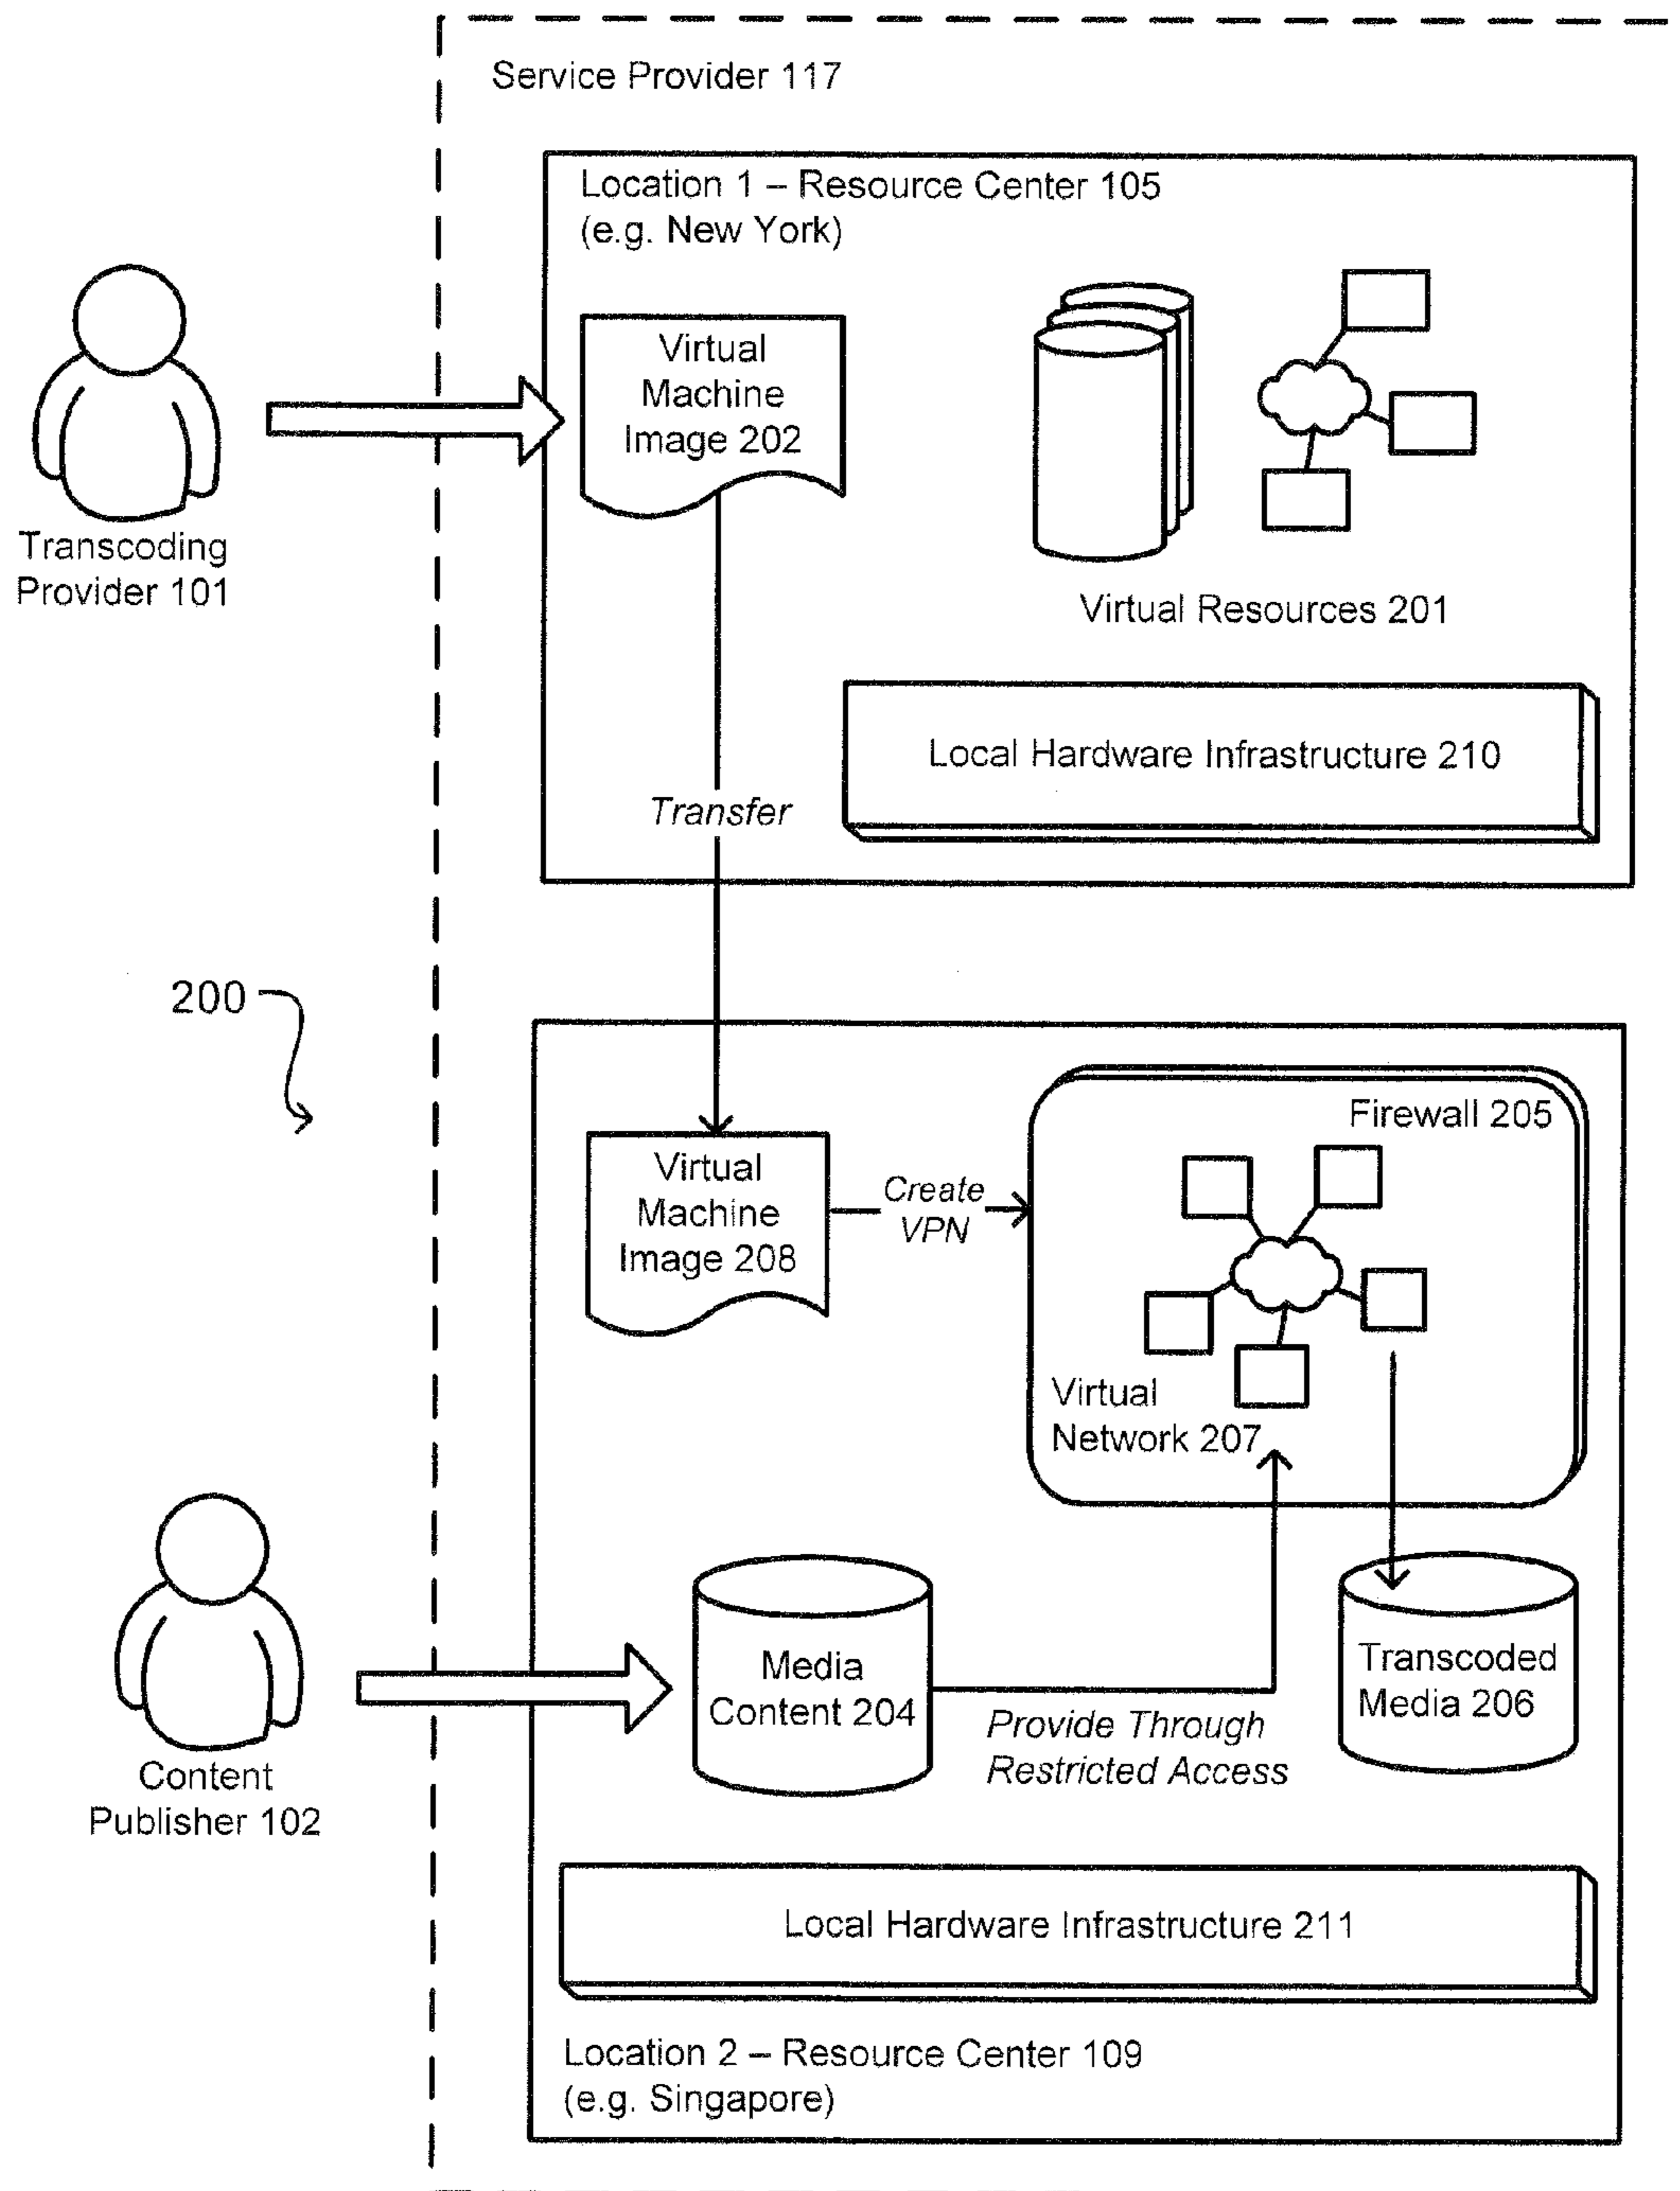 Service Provider 117
Location 1 – Resource Center 105
(e.g. New York)
Virtual
Machine
Image 202
Transcoding
Provider 101
Virtual Resources 201
Local Hardware Infrastructure 210
Transfer
200
Firewall 205
Virtual
Machine
Image 208
Create
VPN
Virtual
Network 207
Media
Content 204
Transcoded
Media 206
Provide Through
Restricted Access
Content
Publisher 102
Local Hardware Infrastructure 211
Location 2 – Resource Center 109
(e.g. Singapore)